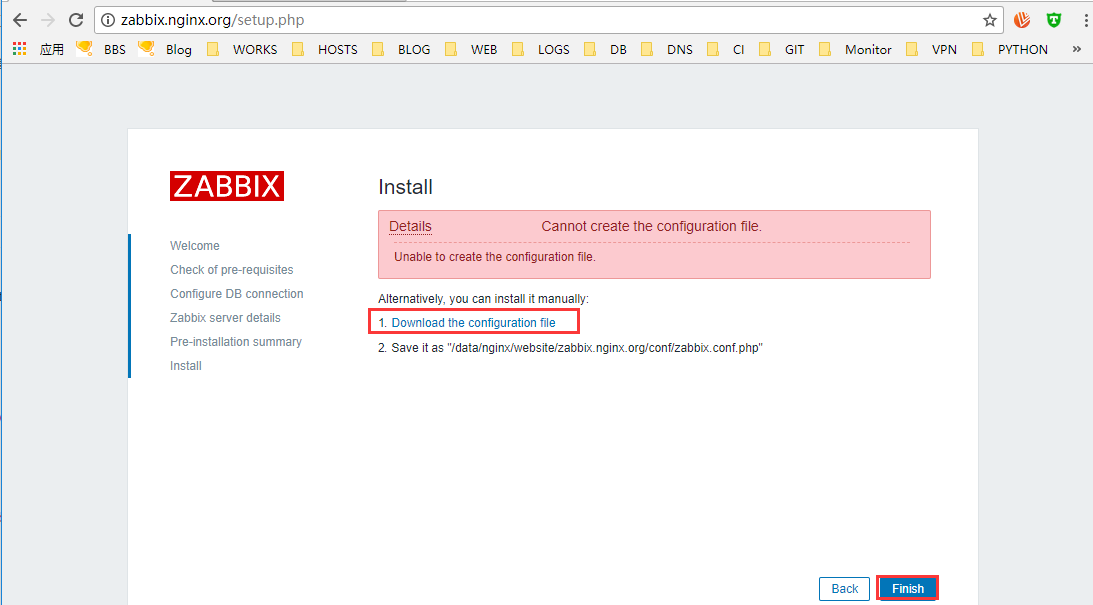 zabbix.nginx.org/setup.php
应用 BBS Blog WORKS HOSTS BLOG WEB LOGS DB DNS CI GIT Monitor VPN PYTHON »
ZABBIX
Welcome
Check of pre-requisites
Configure DB connection
Zabbix server details
Pre-installation summary
Install
Install
Details Cannot create the configuration file.
Unable to create the configuration file.
Alternatively, you can install it manually:
1. Download the configuration file
2. Save it as "/data/nginx/website/zabbix.nginx.org/conf/zabbix.conf.php"
Back Finish